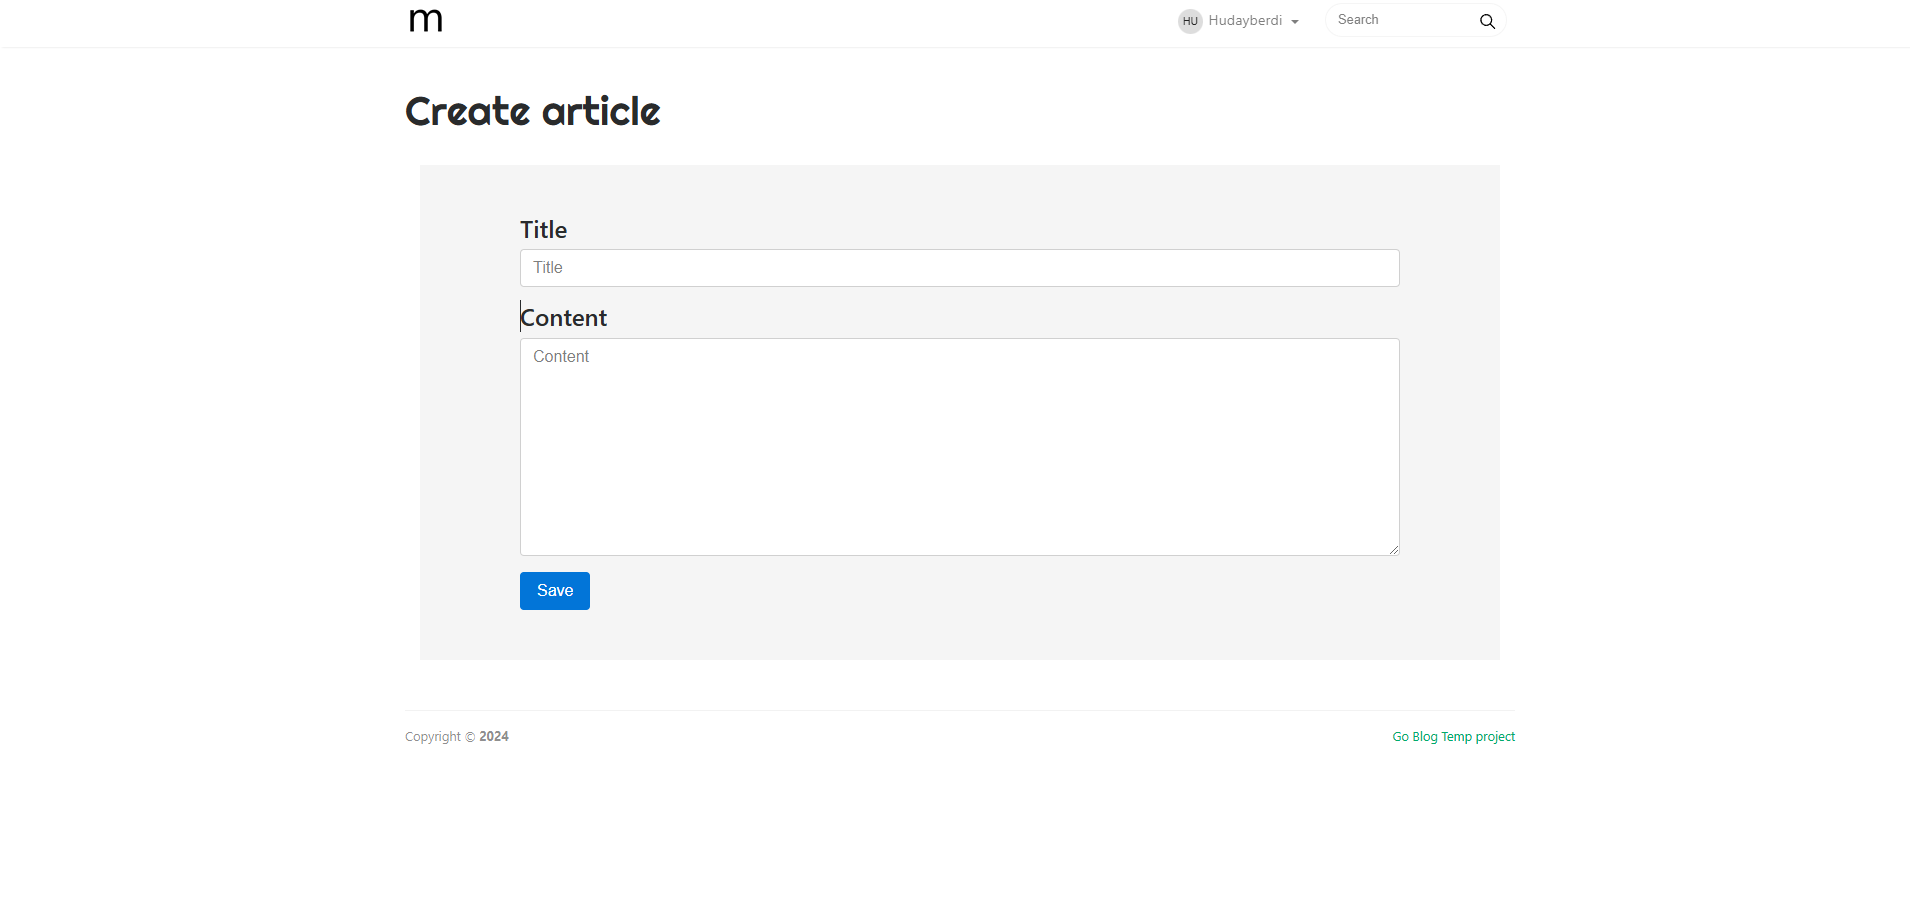 m
HU Hudayberdi
Search
Create article
Title
Title
Content
Content
Save
Copyright © 2024
Go Blog Temp project